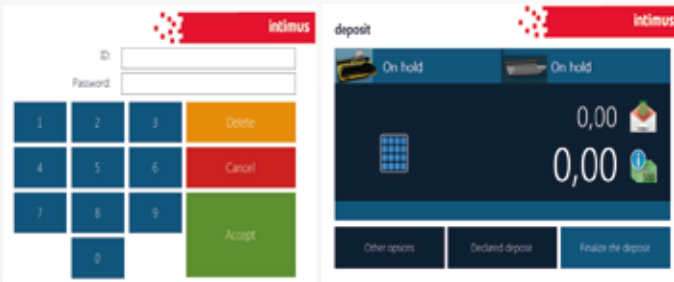 intimus
ID:
Password:
1 2 3 Delete
4 5 6 Cancel
7 8 9 Accept
0
intimus
deposit
On hold On hold
0,00
0,00
500
Other options Declared deposit Finalize the deposit